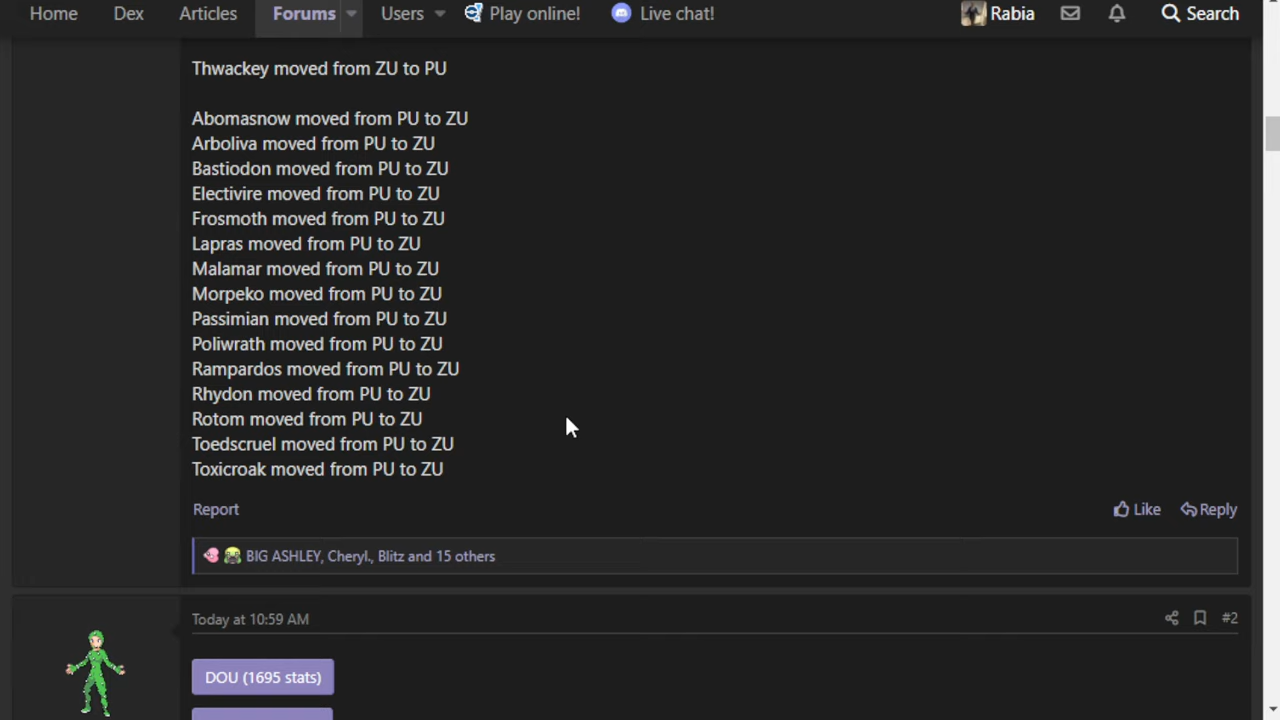 Home Dex Articles Forums Users Play online! Live chat! Rabia Search
Thwackey moved from ZU to PU
Abomasnow moved from PU to ZU
Arboliva moved from PU to ZU
Bastiodon moved from PU to ZU
Electivire moved from PU to ZU
Frosmoth moved from PU to ZU
Lapras moved from PU to ZU
Malamar moved from PU to ZU
Morpeko moved from PU to ZU
Passimian moved from PU to ZU
Poliwrath moved from PU to ZU
Rampardos moved from PU to ZU
Rhydon moved from PU to ZU
Rotom moved from PU to ZU
Toedscruel moved from PU to ZU
Toxicroak moved from PU to ZU
Report Like Reply
BIG ASHLEY, Cheryl., Blitz and 15 others
Today at 10:59 AM #2
DOU (1695 stats)